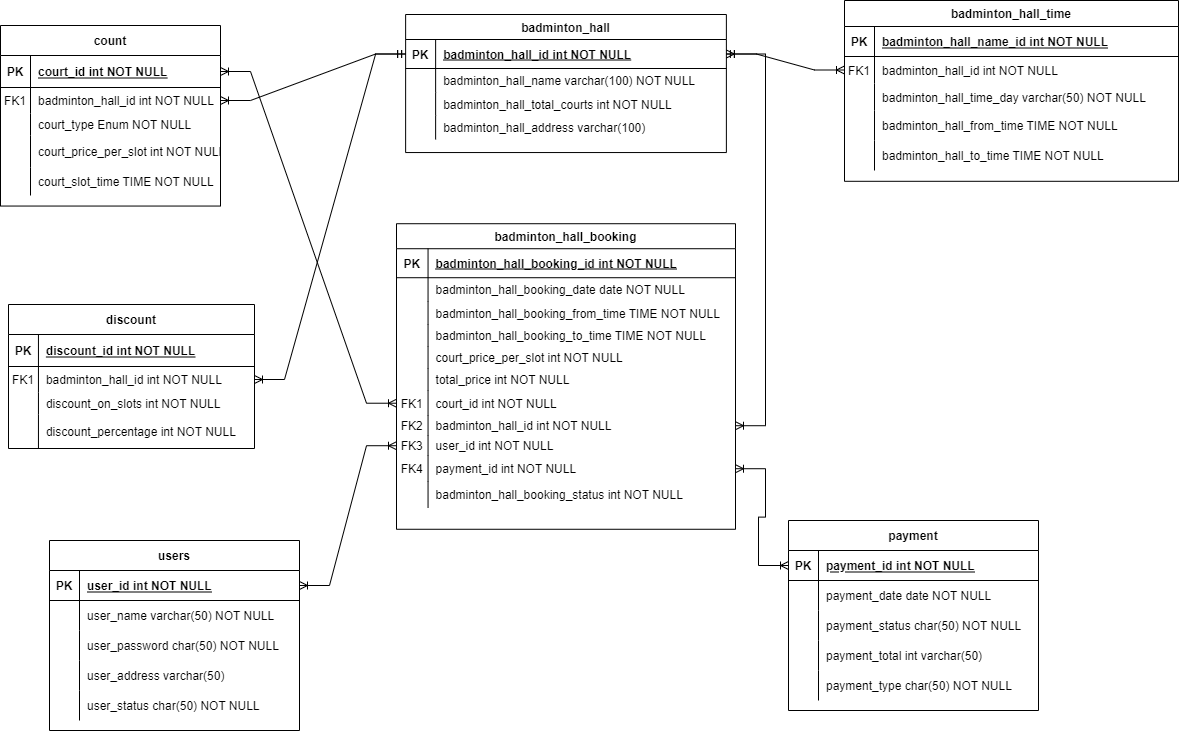 count
PK court_id int NOT NULL
FK1 badminton_hall_id int NOT NULL
court_type Enum NOT NULL
court_price_per_slot int NOT NULL
court_slot_time TIME NOT NULL
badminton_hall
PK badminton_hall_id int NOT NULL
badminton_hall_name varchar(100) NOT NULL
badminton_hall_total_courts int NOT NULL
badminton_hall_address varchar(100)
badminton_hall_time
PK badminton_hall_name_id int NOT NULL
FK1 badminton_hall_id int NOT NULL
badminton_hall_time_day varchar(50) NOT NULL
badminton_hall_from_time TIME NOT NULL
badminton_hall_to_time TIME NOT NULL
badminton_hall_booking
PK badminton_hall_booking_id int NOT NULL
badminton_hall_booking_date date NOT NULL
badminton_hall_booking_from_time TIME NOT NULL
badminton_hall_booking_to_time TIME NOT NULL
court_price_per_slot int NOT NULL
total_price int NOT NULL
FK1 court_id int NOT NULL
FK2 badminton_hall_id int NOT NULL
FK3 user_id int NOT NULL
FK4 payment_id int NOT NULL
badminton_hall_booking_status int NOT NULL
discount
PK discount_id int NOT NULL
FK1 badminton_hall_id int NOT NULL
discount_on_slots int NOT NULL
discount_percentage int NOT NULL
users
PK user_id int NOT NULL
user_name varchar(50) NOT NULL
user_password char(50) NOT NULL
user_address varchar(50)
user_status char(50) NOT NULL
payment
PK payment_id int NOT NULL
payment_date date NOT NULL
payment_status char(50) NOT NULL
payment_total int varchar(50)
payment_type char(50) NOT NULL